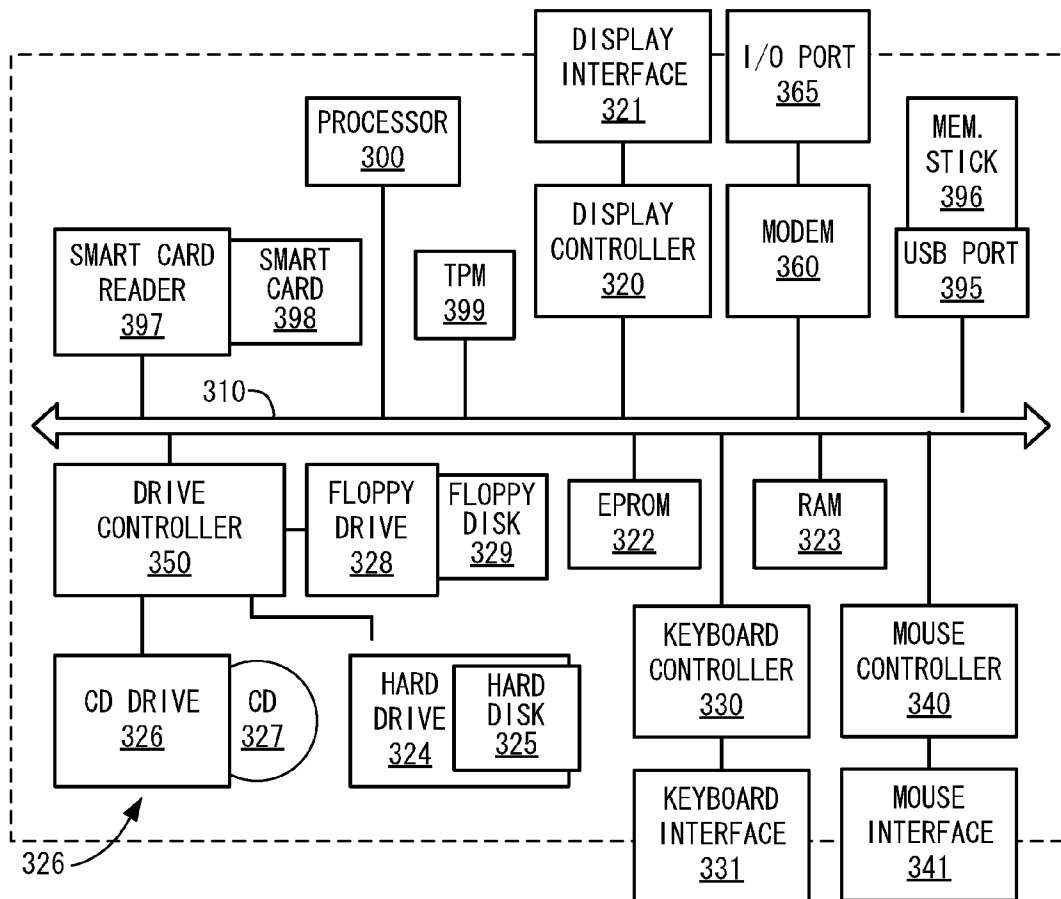 DISPLAY
INTERFACE
321
I/O PORT
365
PROCESSOR
300
MEM.
STICK
396
SMART CARD
READER
397
SMART
CARD
398
TPM
399
DISPLAY
CONTROLLER
320
MODEM
360
USB PORT
395
310
DRIVE
CONTROLLER
350
FLOPPY
DRIVE
328
FLOPPY
DISK
329
EPROM
322
RAM
323
CD DRIVE
326
CD
327
HARD
DRIVE
324
HARD
DISK
325
KEYBOARD
CONTROLLER
330
MOUSE
CONTROLLER
340
KEYBOARD
INTERFACE
331
MOUSE
INTERFACE
341
326